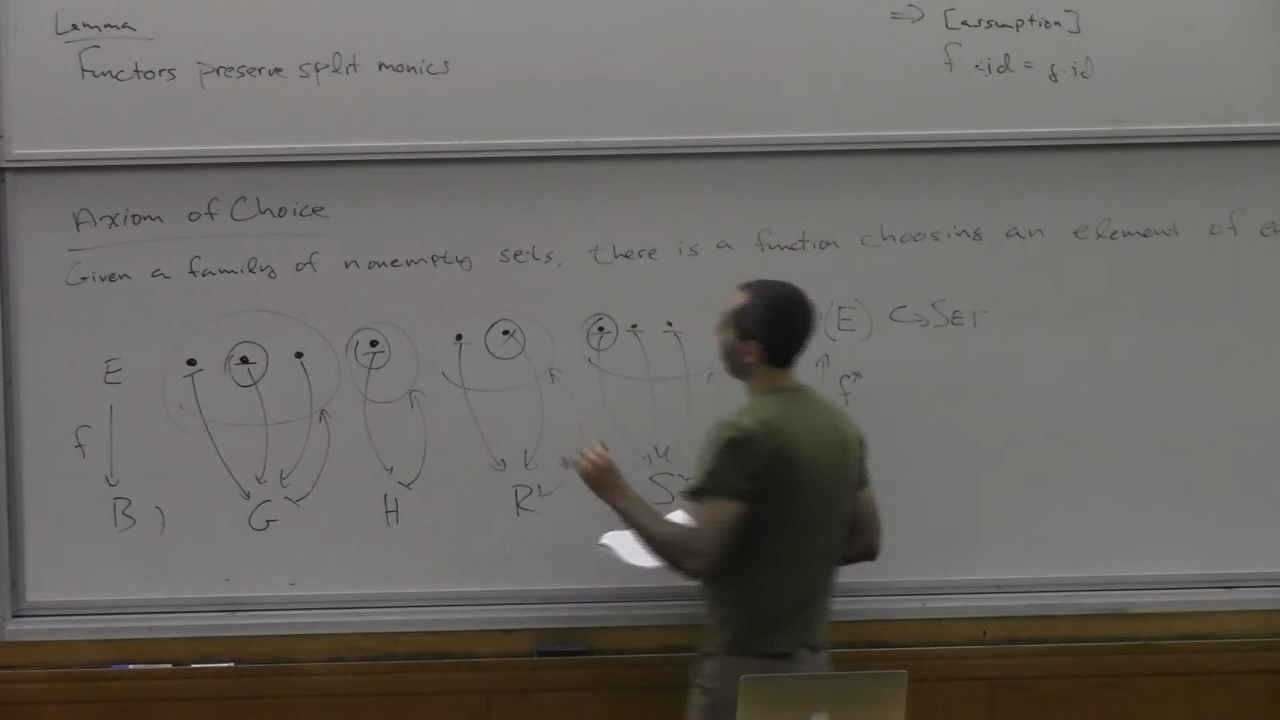 Lemma
Functors preserve split monics
⇒ [assumption]
f ∘ id = g ∘ id
Axiom of Choice
Given a family of nonempty sets, there is a function choosing an element of
(E) ↪ SET
E
f
f*
B, G H R S